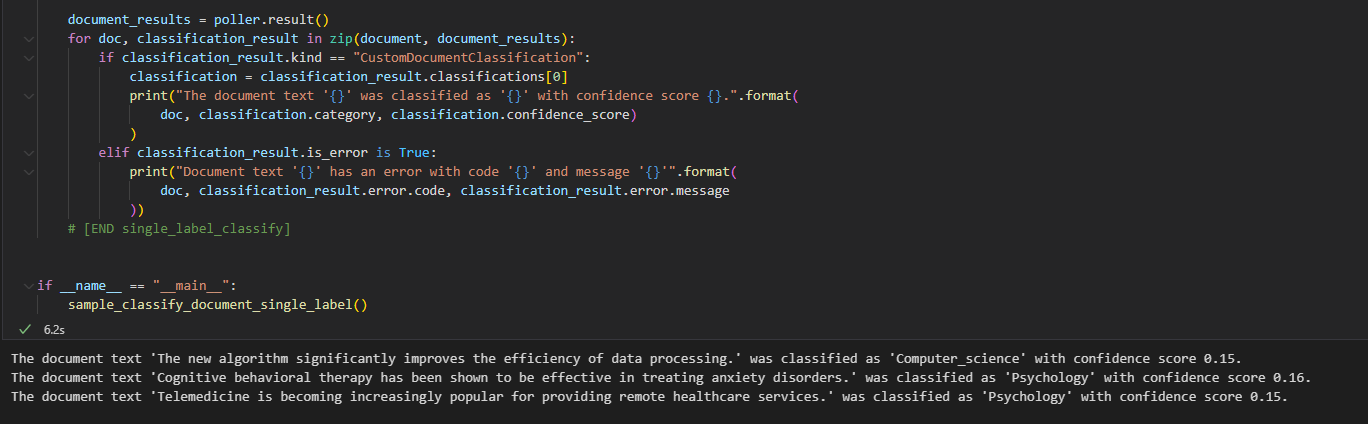 document_results = poller.result()
for doc, classification_result in zip(document, document_results):
if classification_result.kind == "CustomDocumentClassification":
classification = classification_result.classifications[0]
print("The document text '{}' was classified as '{}' with confidence score {}.".format(
doc, classification.category, classification.confidence_score)
)
elif classification_result.is_error is True:
print("Document text '{}' has an error with code '{}' and message '{}'".format(
doc, classification_result.error.code, classification_result.error.message
))
# [END single_label_classify]
if __name__ == "__main__":
sample_classify_document_single_label()
6.2s
The document text 'The new algorithm significantly improves the efficiency of data processing.' was classified as 'Computer_science' with confidence score 0.15.
The document text 'Cognitive behavioral therapy has been shown to be effective in treating anxiety disorders.' was classified as 'Psychology' with confidence score 0.16.
The document text 'Telemedicine is becoming increasingly popular for providing remote healthcare services.' was classified as 'Psychology' with confidence score 0.15.